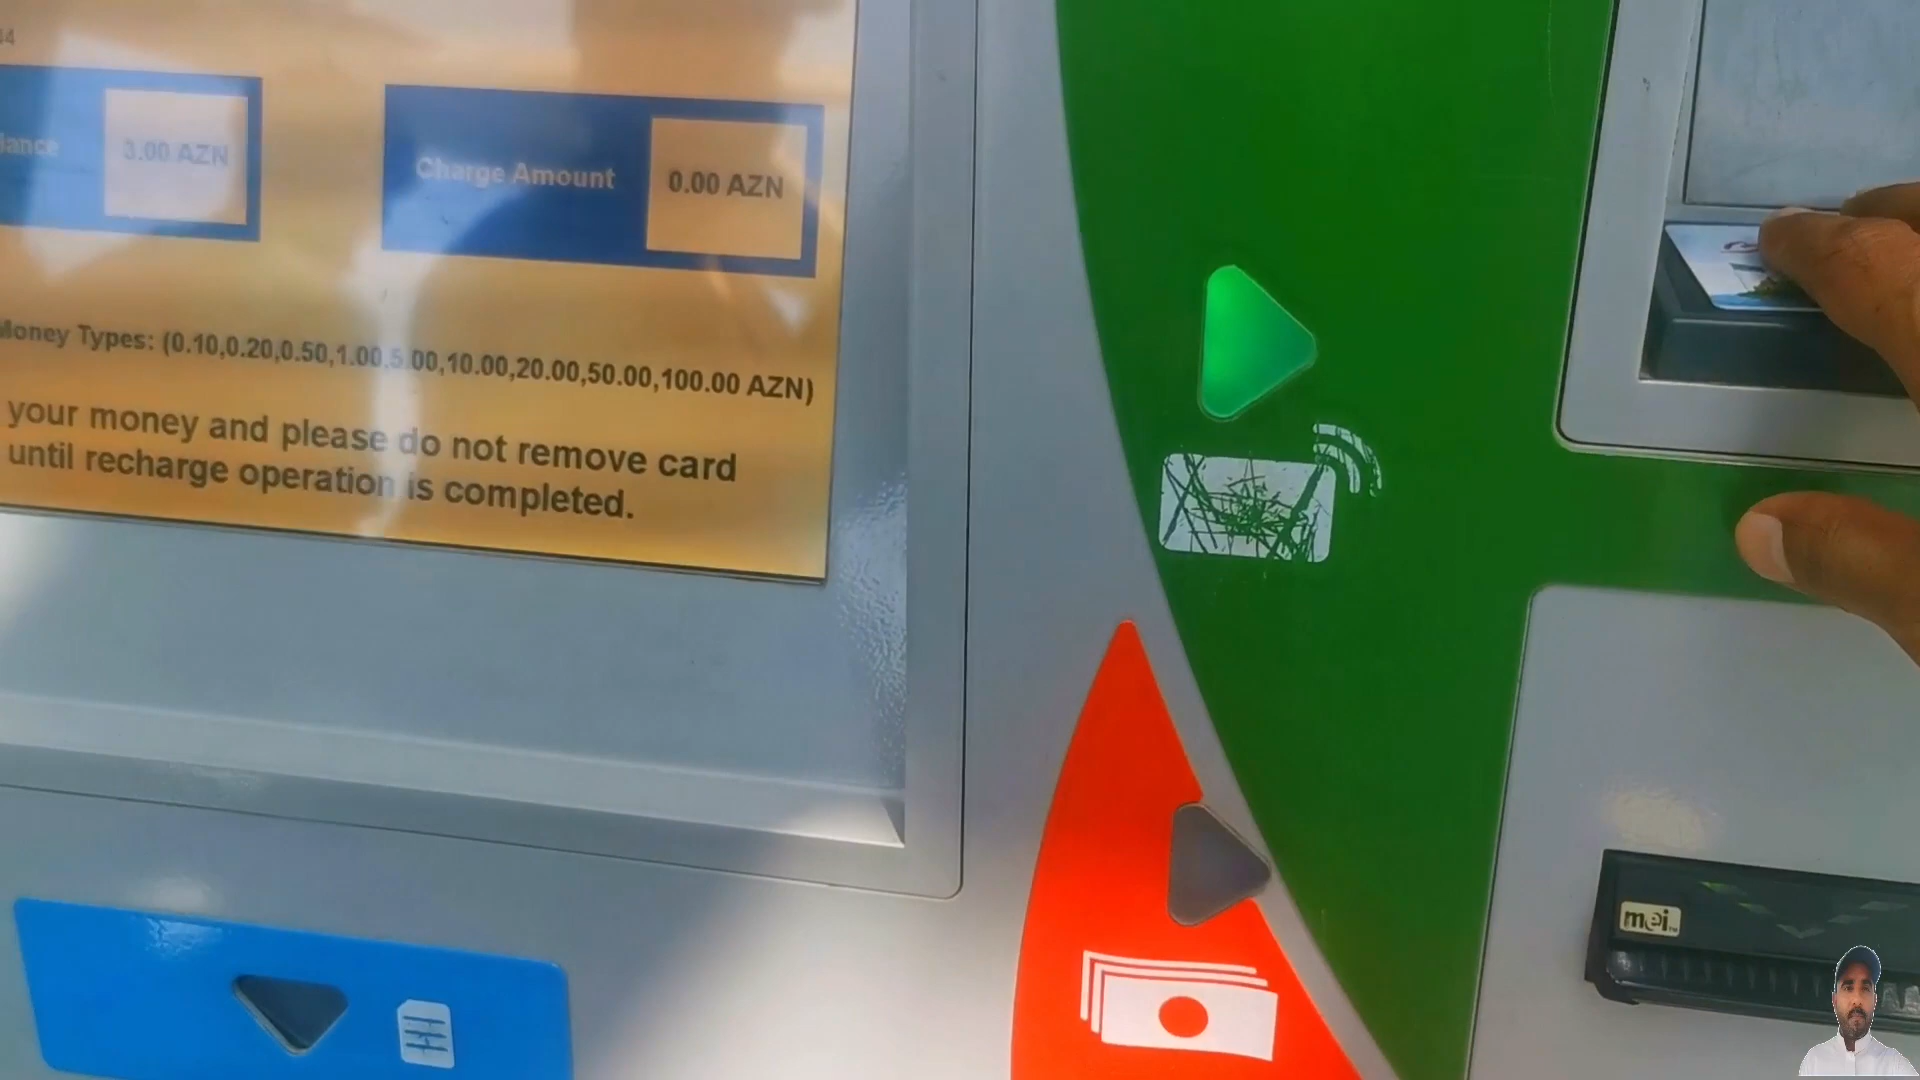 3.00 AZN
Charge Amount
0.00 AZN
Money Types: (0.10,0.20,0.50,1.00,5.00,10.00,20.00,50.00,100.00 AZN)
your money and please do not remove card
until recharge operation is completed.
mei